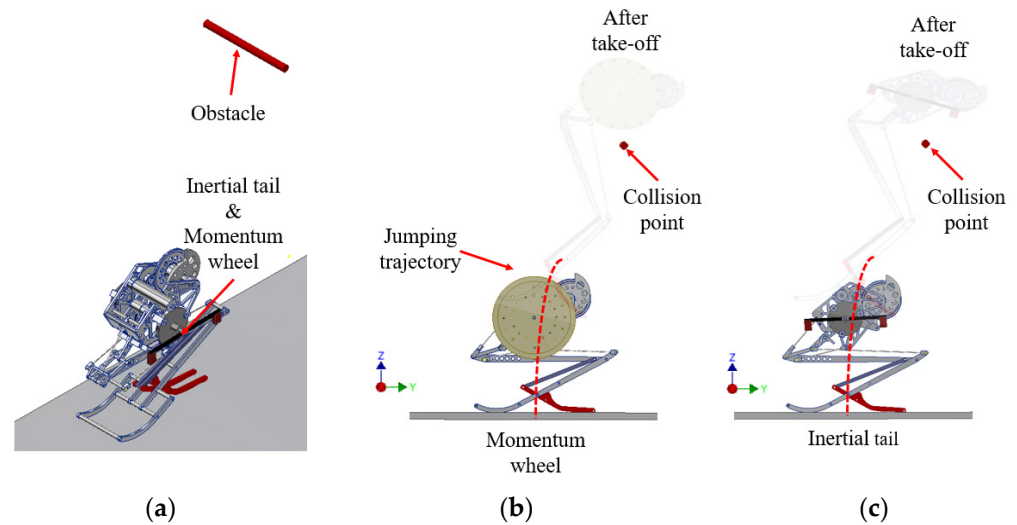 Obstacle
Inertial tail
&
Momentum
wheel
(a)
After
take-off
Collision
point
Jumping
trajectory
Z
Y
Momentum
wheel
(b)
After
take-off
Collision
point
Z
Y
Inertial tail
(c)